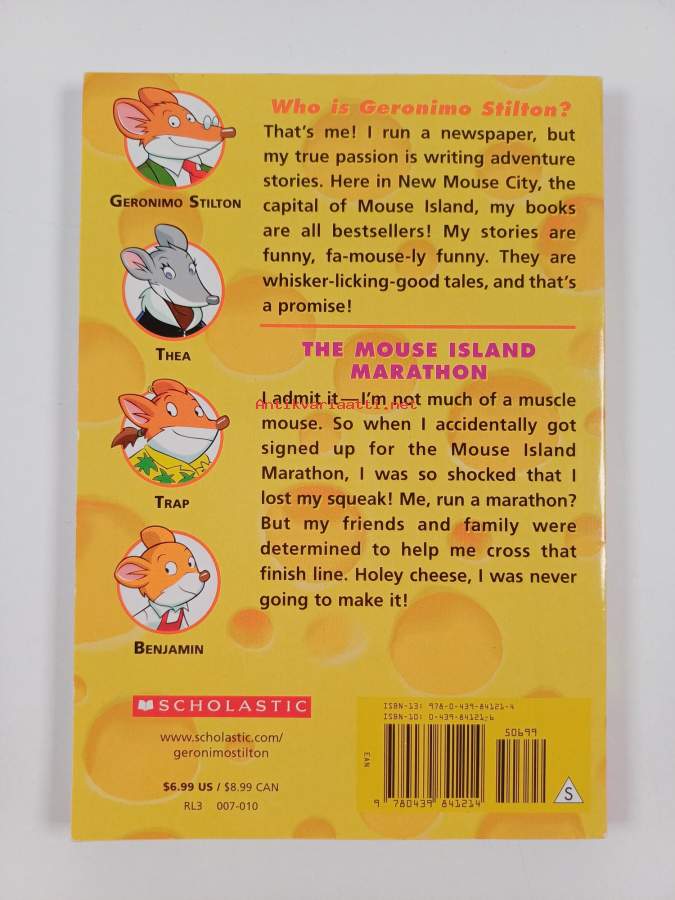 Who is Geronimo Stilton?
That's me! I run a newspaper, but
my true passion is writing adventure
stories. Here in New Mouse City, the
capital of Mouse Island, my books
are all bestsellers! My stories are
funny, fa-mouse-ly funny. They are
whisker-licking-good tales, and that's
a promise!
GERONIMO STILTON
THEA
TRAP
BENJAMIN
THE MOUSE ISLAND
MARATHON
I admit it—I'm not much of a muscle
mouse. So when I accidentally got
signed up for the Mouse Island
Marathon, I was so shocked that I
lost my squeak! Me, run a marathon?
But my friends and family were
determined to help me cross that
finish line. Holey cheese, I was never
going to make it!
Antikvariaatti.net
SCHOLASTIC
www.scholastic.com/
geronimostilton
$6.99 US / $8.99 CAN
RL3 007-010
ISBN-13: 978-0-439-84121-4
ISBN-10: 0-439-84121-6
50699
EAN
9 780439 841214
S